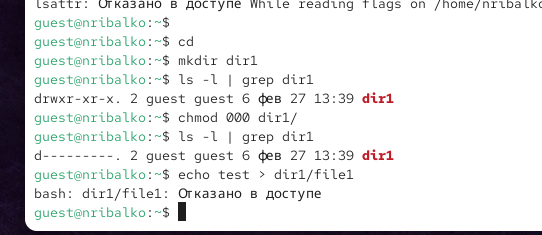 lsattr: Отказано в доступе While reading flags on /home/nribalko
guest@nribalko:~$
guest@nribalko:~$ cd
guest@nribalko:~$ mkdir dir1
guest@nribalko:~$ ls -l | grep dir1
drwxr-xr-x. 2 guest guest 6 фев 27 13:39 dir1
guest@nribalko:~$ chmod 000 dir1/
guest@nribalko:~$ ls -l | grep dir1
d---------. 2 guest guest 6 фев 27 13:39 dir1
guest@nribalko:~$ echo test > dir1/file1
bash: dir1/file1: Отказано в доступе
guest@nribalko:~$